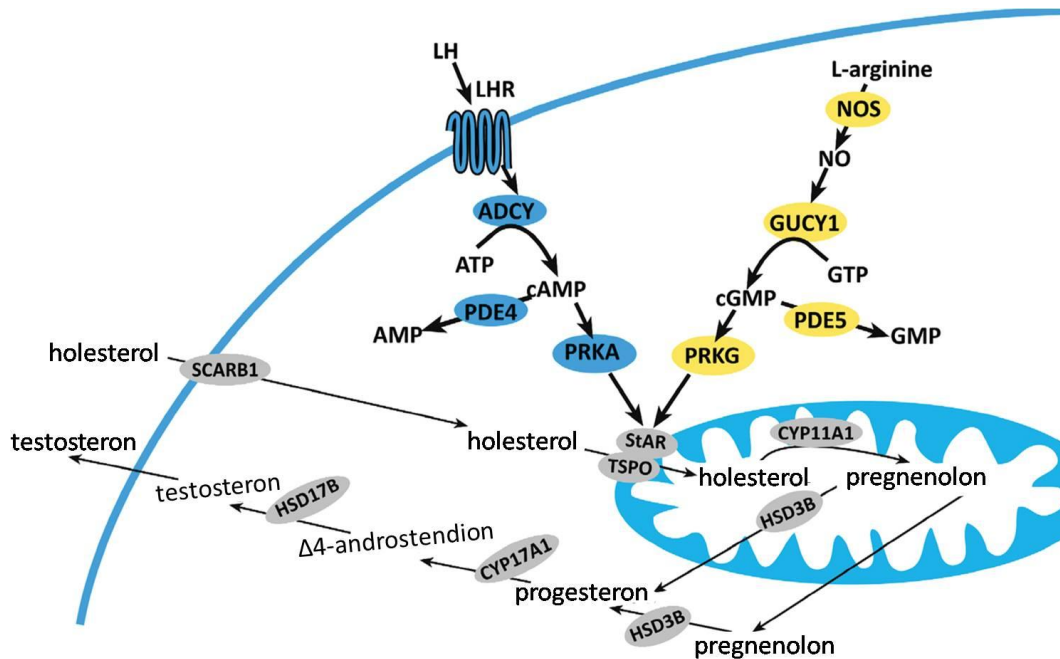 LH
LHR
L-arginine
NOS
NO
ADCY
GUCY1
ATP
GTP
cAMP
cGMP
PDE4
PDE5
AMP
GMP
PRKA
PRKG
holesterol
SCARB1
holesterol
StAR
TSPO
CYP11A1
holesterol
pregnenolon
HSD3B
testosteron
testosteron
HSD17B
Δ4-androstendion
CYP17A1
progesteron
HSD3B
pregnenolon